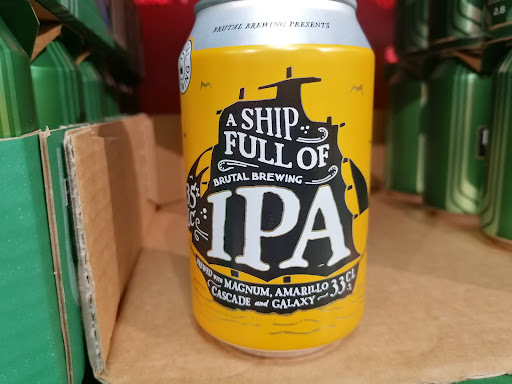 BRUTAL BREWING PRESENTS
A SHIP
FULL OF
BRUTAL BREWING
IPA
MAGNUM, AMARILLO
CASCADE and GALAXY
33 CL